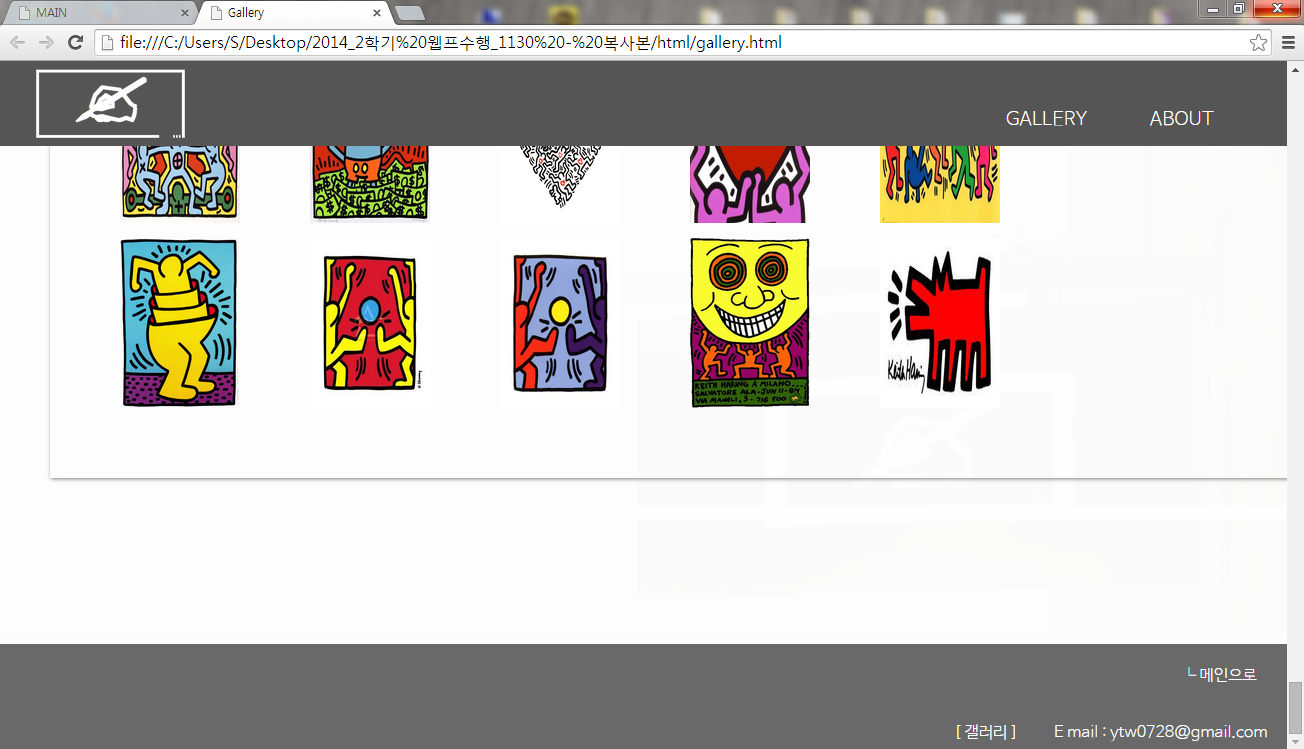 MAIN
Gallery
file:///C:/Users/S/Desktop/2014_2학기%20웹프수행_1130%20-%20복사본/html/gallery.html
GALLERY
ABOUT
KEITH HARING A MILANO...
SALVATORE ALA-JUN 11-84
VIA MAMELI, 3 - 716 500
Keith Haring
└ 메인으로
[ 갤러리 ]
E mail : ytw0728@gmail.com